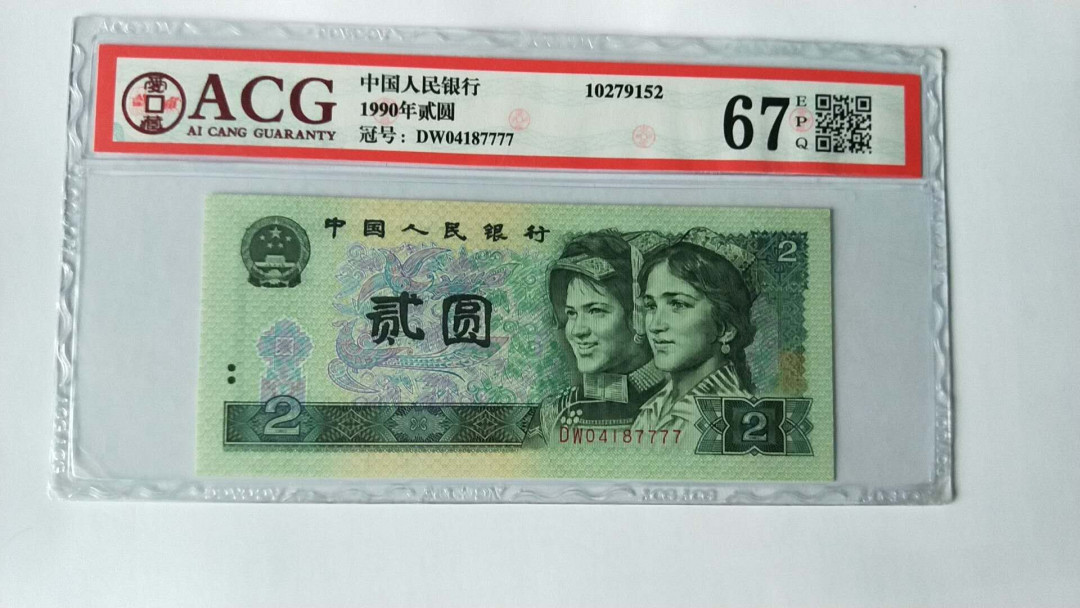 ACG
AI CANG GUARANTY
中国人民银行
1990年贰圆
冠号：DW04187777
10279152
67
EPQ
中国人民银行
2
贰圆
2
DW04187777
2